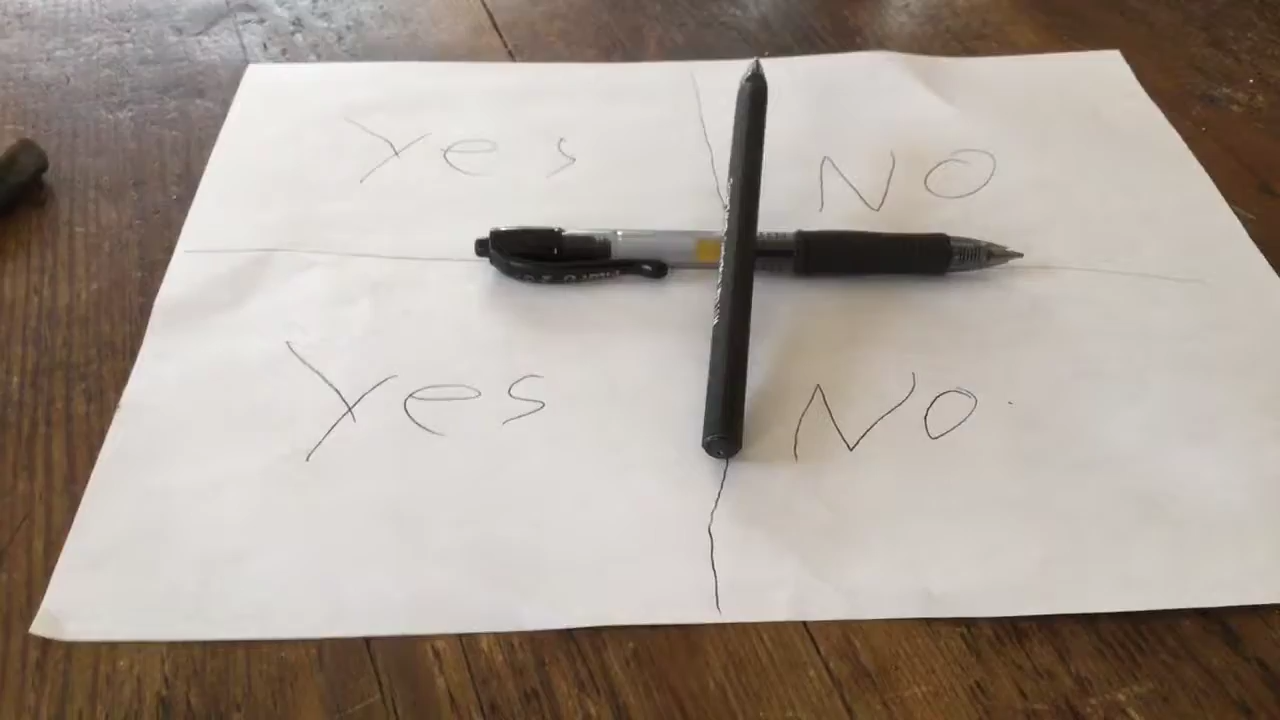 Yes NO
Yes No